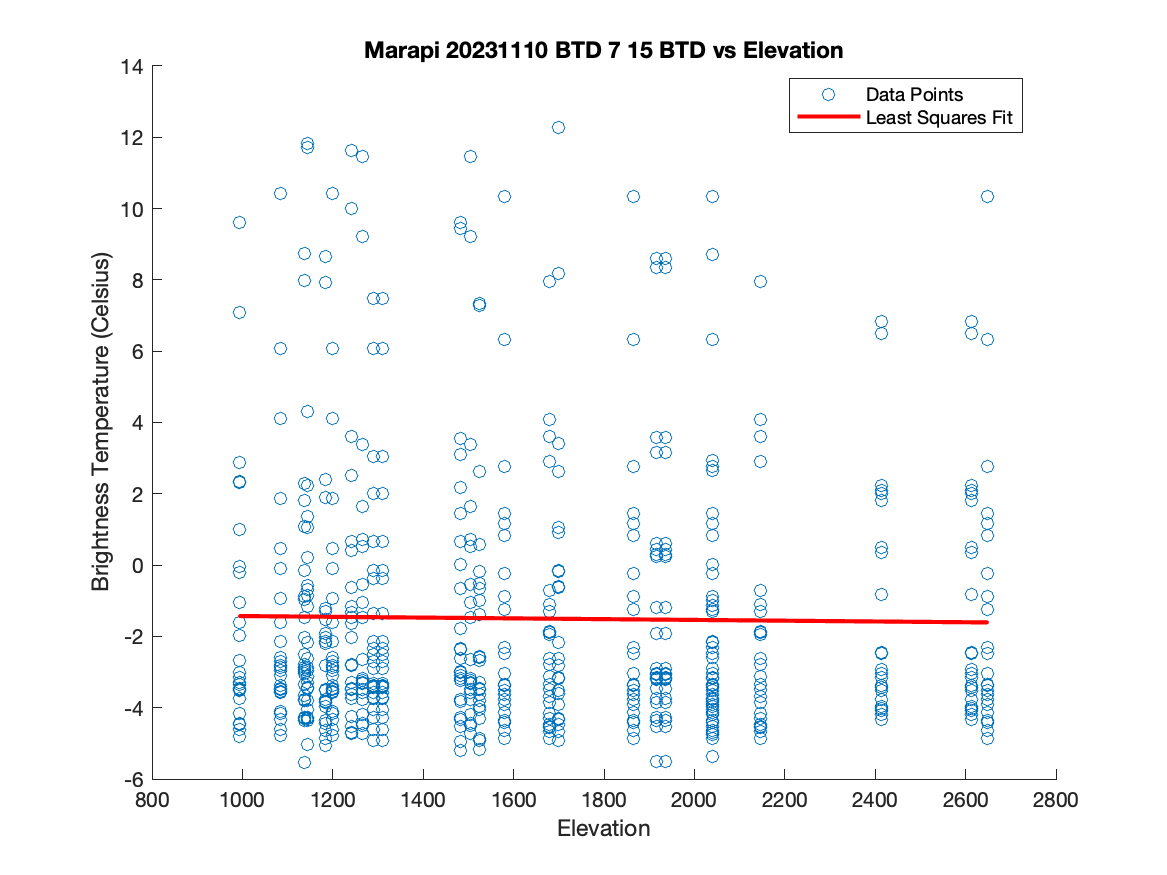 Marapi 20231110 BTD 7 15 BTD vs Elevation
Data Points
Least Squares Fit
14
12
10
8
6
4
2
0
-2
-4
-6
Brightness Temperature (Celsius)
800 1000 1200 1400 1600 1800 2000 2200 2400 2600 2800
Elevation